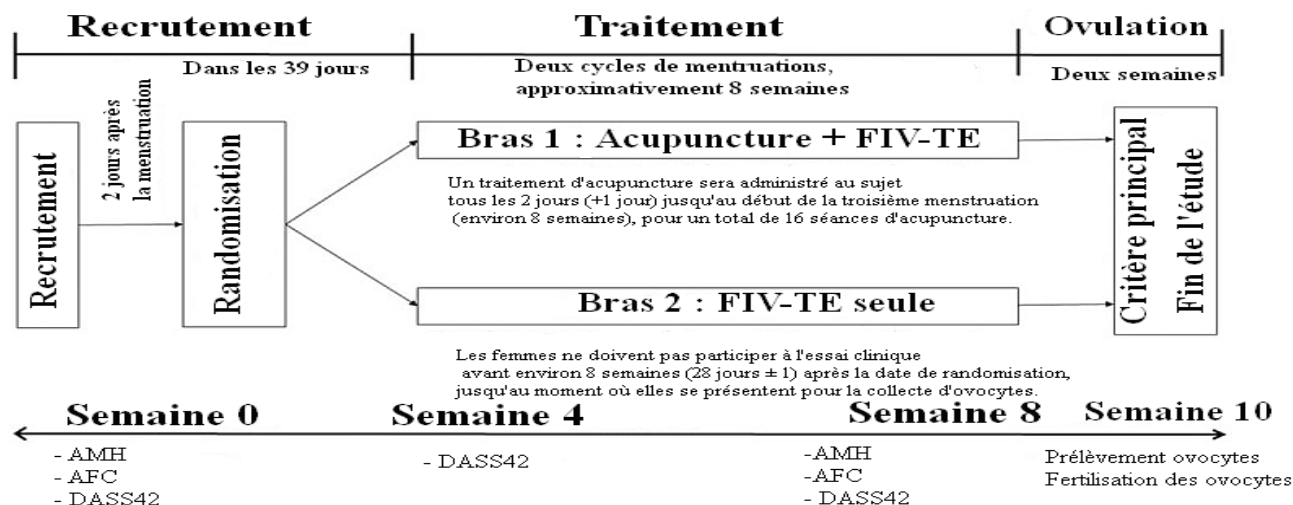 Recrutement
Traitement
Ovulation
Dans les 39 jours
Deux cycles de mentruations,
approximativement 8 semaines
Deux semaines
Recrutement
2 jours après
la menstruation
Randomisation
Bras 1 : Acupuncture + FIV-TE
Un traitement d'acupuncture sera administré au sujet
tous les 2 jours (+1 jour) jusqu'au début de la troisième menstruation
(environ 8 semaines), pour un total de 16 séances d'acupuncture.
Bras 2 : FIV-TE seule
Les femmes ne doivent pas participer à l'essai clinique
avant environ 8 semaines (28 jours ± 1) après la date de randomisation,
jusqu'au moment où elles se présentent pour la collecte d'ovocytes.
Critère principal
Fin de l'étude
Semaine 0
Semaine 4
Semaine 8
Semaine 10
- AMH
- AFC
- DASS42
- DASS42
-AMH
-AFC
- DASS42
Prélèvement ovocytes
Fertilisation des ovocytes